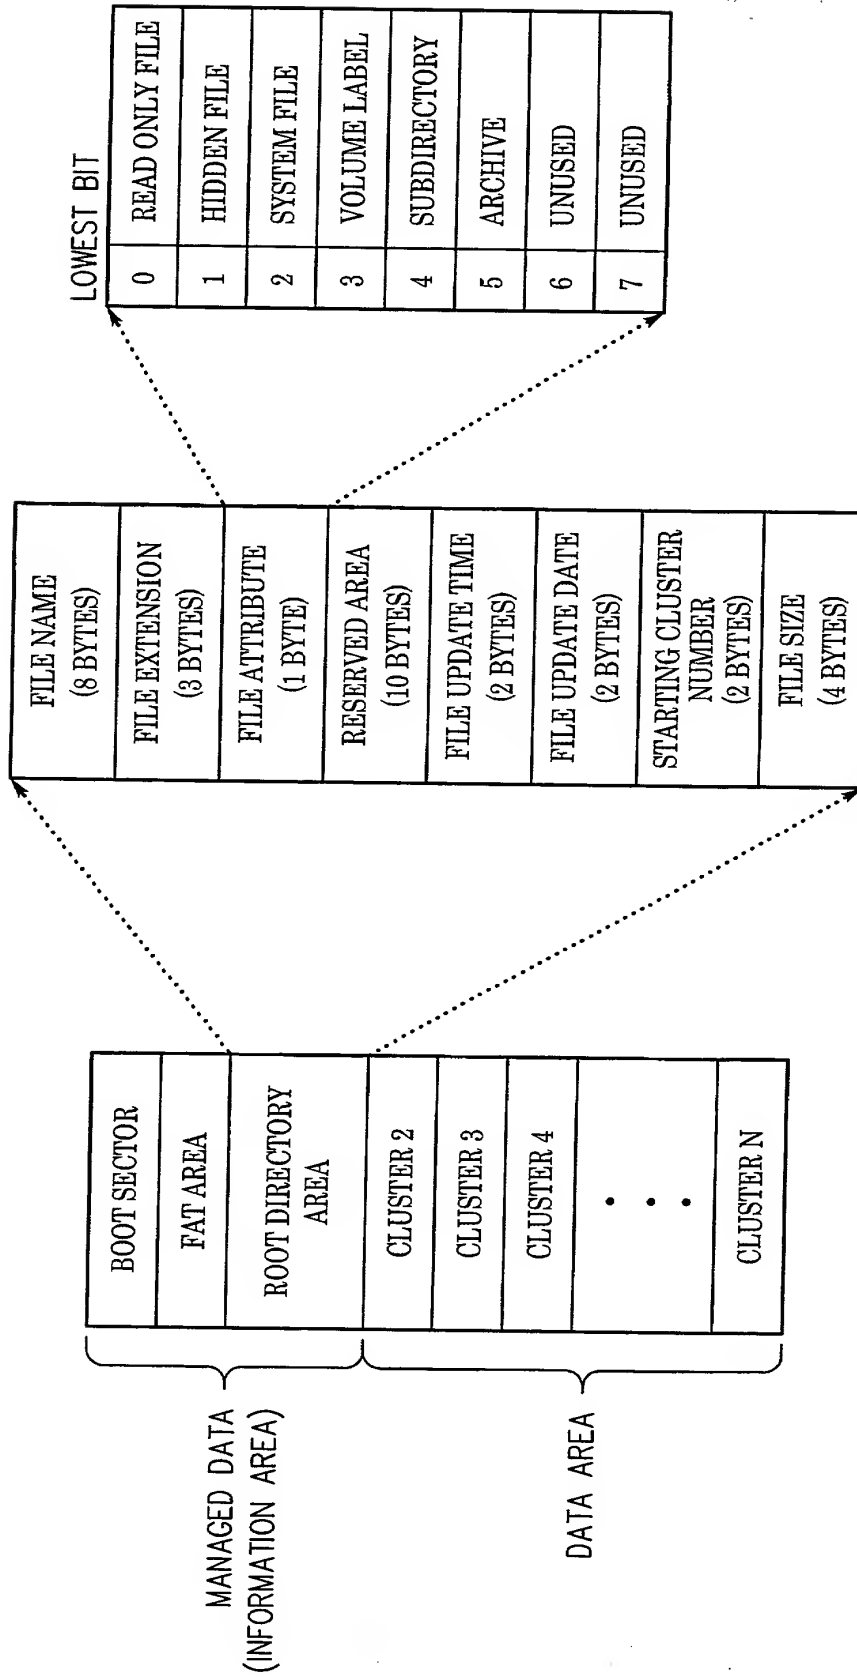 MANAGED DATA
(INFORMATION AREA)
DATA AREA
BOOT SECTOR
FAT AREA
ROOT DIRECTORY
AREA
CLUSTER 2
CLUSTER 3
CLUSTER 4
CLUSTER N
FILE NAME
(8 BYTES)
FILE EXTENSION
(3 BYTES)
FILE ATTRIBUTE
(1 BYTE)
RESERVED AREA
(10 BYTES)
FILE UPDATE TIME
(2 BYTES)
FILE UPDATE DATE
(2 BYTES)
STARTING CLUSTER
NUMBER
(2 BYTES)
FILE SIZE
(4 BYTES)
LOWEST BIT
0 READ ONLY FILE
1 HIDDEN FILE
2 SYSTEM FILE
3 VOLUME LABEL
4 SUBDIRECTORY
5 ARCHIVE
6 UNUSED
7 UNUSED